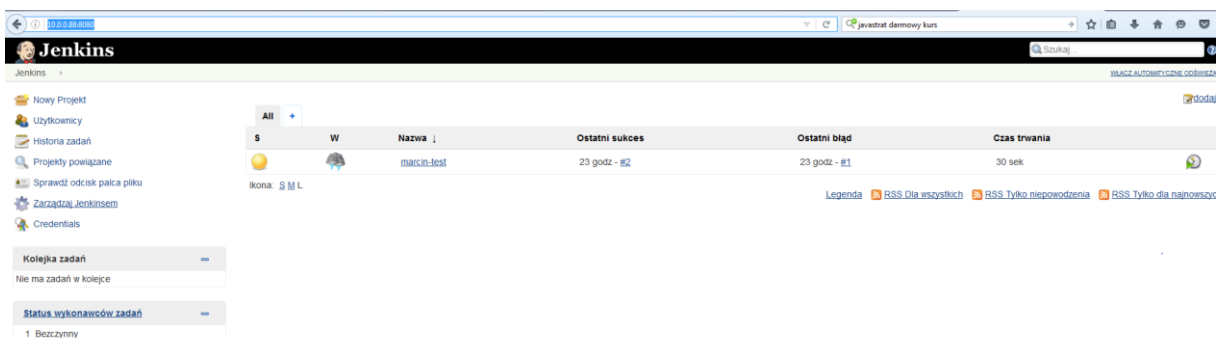 10.0.0.88:8080
javastrat darmowy kurs
Jenkins
Szukaj...
Jenkins
WŁĄCZ AUTOMATYCZNE ODŚWIEŻA
Nowy Projekt
Użytkownicy
Historia zadań
Projekty powiązane
Sprawdź odcisk palca pliku
Zarządzaj Jenkinsem
Credentials
Kolejka zadań
Nie ma zadań w kolejce
Status wykonawców zadań
1 Bezczynny
dodaj
All +
S W Nazwa ↓ Ostatni sukces Ostatni błąd Czas trwania
marcin-test 23 godz - #2 23 godz - #1 30 sek
Ikona: S M L
Legenda RSS Dla wszystkich RSS Tylko niepowodzenia RSS Tylko dla najnowszyc